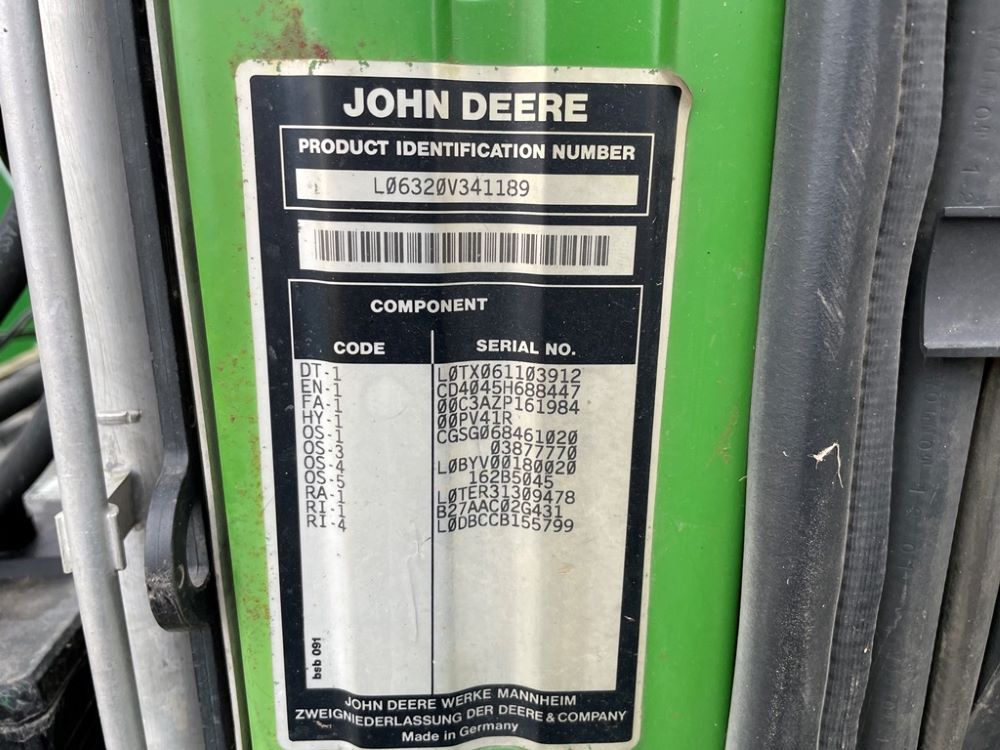 JOHN DEERE
PRODUCT IDENTIFICATION NUMBER
L06320V341189
COMPONENT
CODE SERIAL NO.
DT-1 L0TX061103912
EN-1 CD4045H688447
FA-1 00C3AZP161984
HY-1 00PV41R
OS-1 CGSG068461020
OS-3 03877770
OS-4 L0BYV00180020
OS-5 162B5045
RA-1 L0TER31309478
RI-1 B27AAC02G431
RI-4 L0DBCCB155799
bsb 091
JOHN DEERE WERKE MANNHEIM
ZWEIGNIEDERLASSUNG DER DEERE & COMPANY
Made in Germany